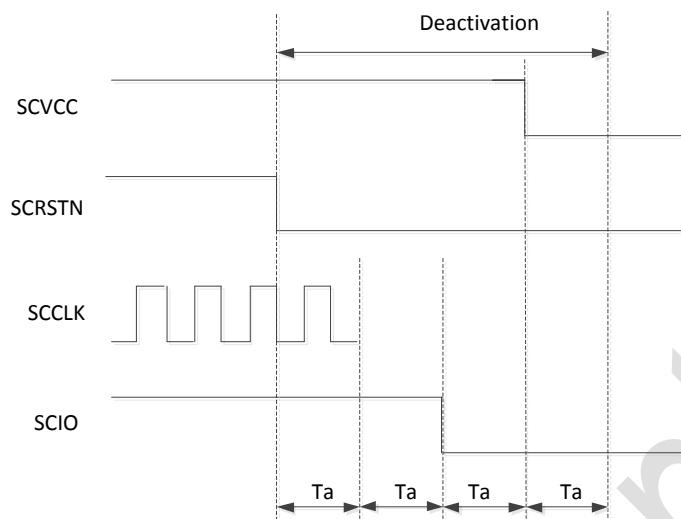 Deactivation
SCVCC
SCRSTN
SCCLK
SCIO
Ta Ta Ta Ta